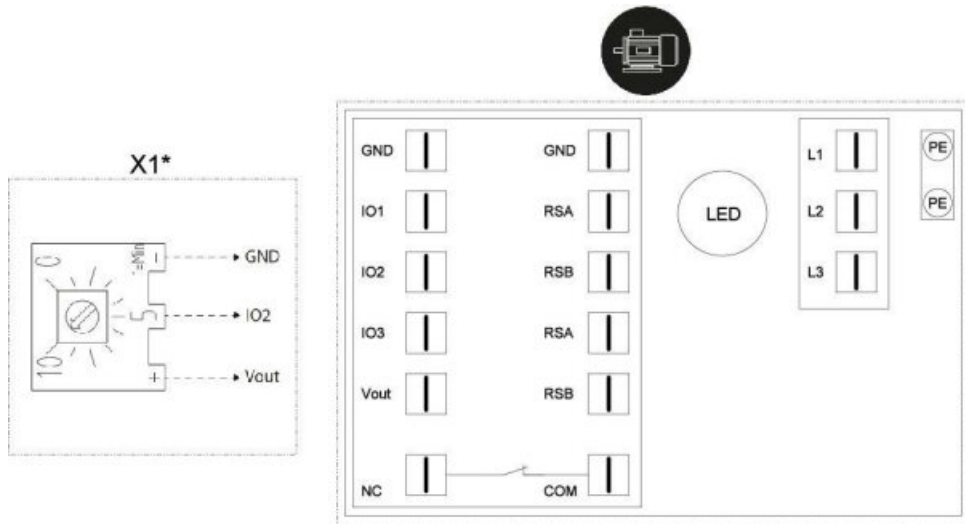 X1*
0
5
10
*=Min
-
+
GND
IO2
Vout
GND
IO1
IO2
IO3
Vout
NC
GND
RSA
RSB
RSA
RSB
COM
LED
L1
L2
L3
PE
PE